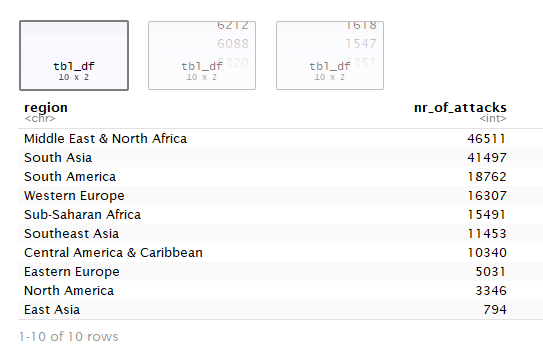 6212 1618
6088 1547
6320 351
tbl_df tbl_df tbl_df
10 x 2 10 x 2 10 x 2
region nr_of_attacks
<chr> <int>
Middle East & North Africa 46511
South Asia 41497
South America 18762
Western Europe 16307
Sub-Saharan Africa 15491
Southeast Asia 11453
Central America & Caribbean 10340
Eastern Europe 5031
North America 3346
East Asia 794
1-10 of 10 rows